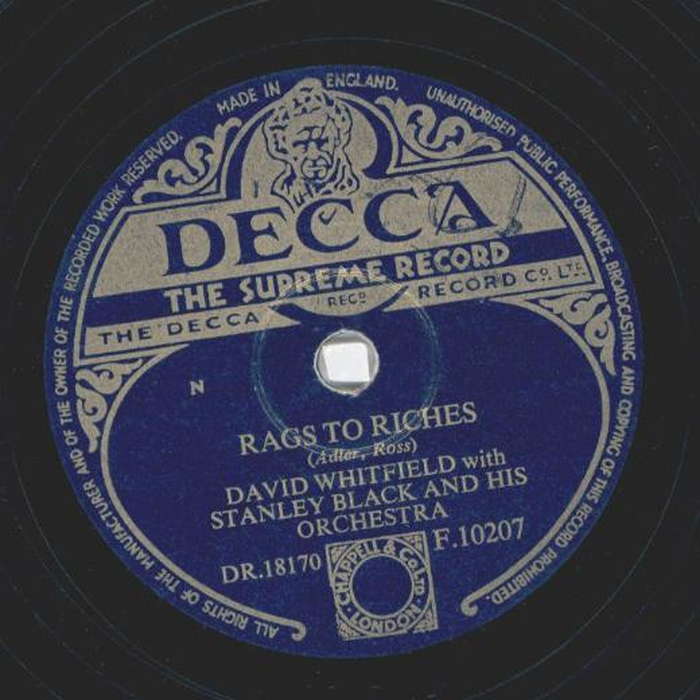 MADE IN ENGLAND.
UNAUTHORISED PUBLIC PERFORMANCE, BROADCASTING AND COPYING OF THIS RECORD PROHIBITED.
ALL RIGHTS OF THE MANUFACTURER AND OF THE OWNER OF THE RECORDED WORK RESERVED.
DECCA
THE SUPREME RECORD
REGD
THE DECCA RECORD CO. LTD.
N
RAGS TO RICHES
(Adler, Ross)
DAVID WHITFIELD with
STANLEY BLACK AND HIS
ORCHESTRA
DR.18170 F.10207
CHAPPELL & Co LTD
LONDON